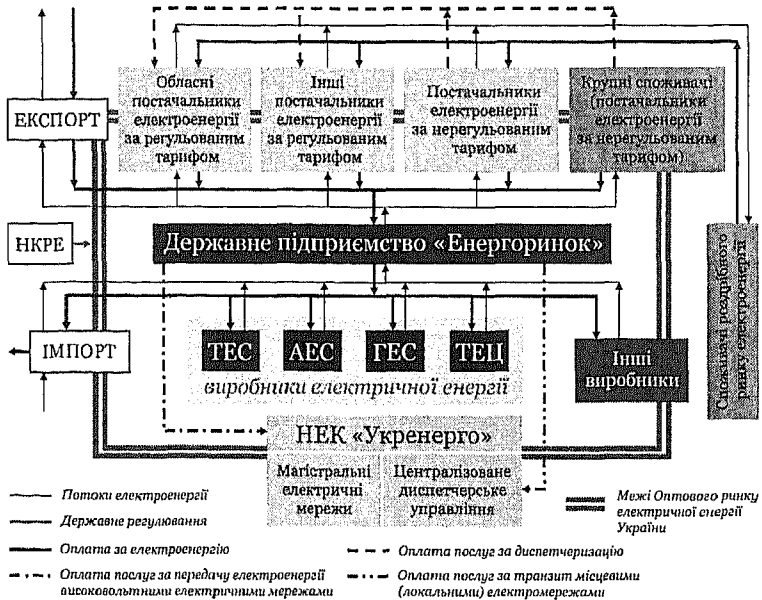 Обласні
постачальники
електроенергії
за регульованим
тарифом
Інші
постачальники
електроенергії
за регульованим
тарифом
Постачальники
електроенергії
за нерегульованим
тарифом
Крупні споживачі
(постачальники
електроенергії
за нерегульованим
тарифом)
ЕКСПОРТ
НКРЕ
Державне підприємство «Енергоринок»
Споживачі роздрібного
ринку електроенергії
ІМПОРТ
ТЕС
АЕС
ГЕС
ТЕЦ
виробники електричної енергії
Інші
виробники
НЕК «Укренерго»
Магістральні
електричні
мережи
Централізоване
диспетчерське
управління
Потоки електроенергії
Державне регулювання
Оплата за електроенергію
Оплата послуг за передачу електроенергії
високовольтними електричними мережами
Оплата послуг за диспетчеризацію
Оплата послуг за транзит місцевими
(локальними) електромережами
Межі Оптового ринку
електричної енергії
України